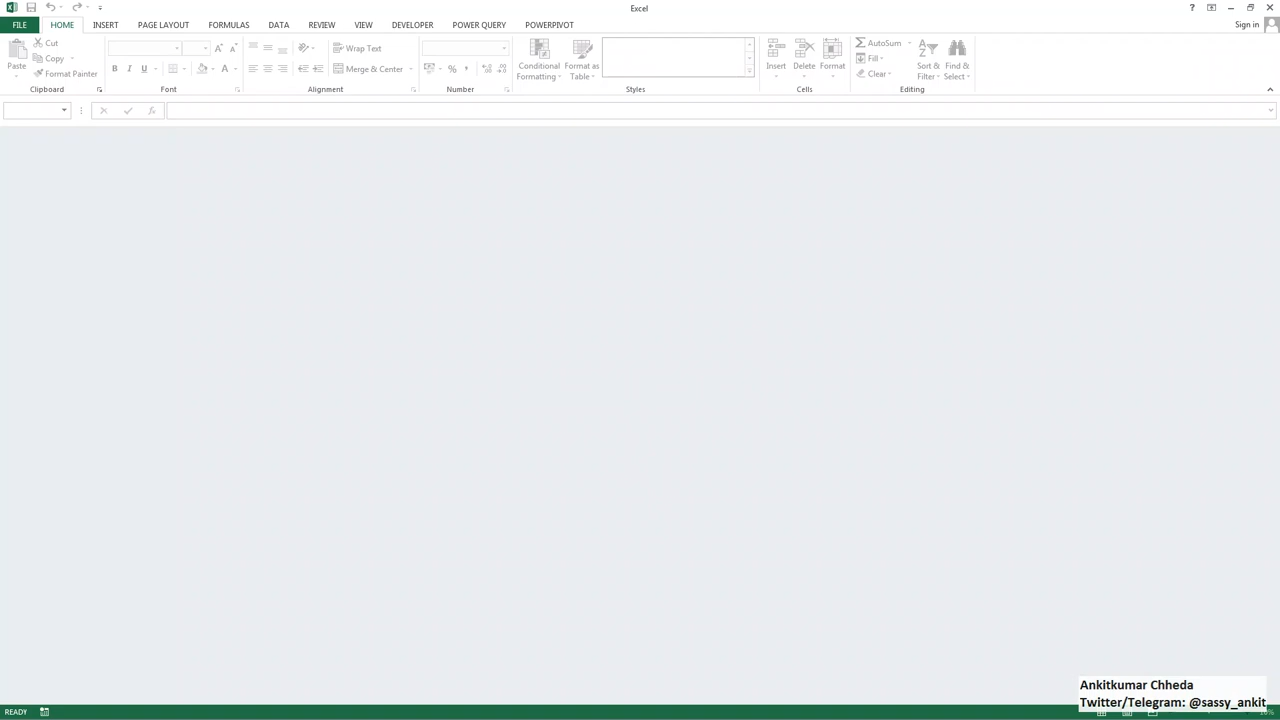 Excel
Sign in
FILE HOME INSERT PAGE LAYOUT FORMULAS DATA REVIEW VIEW DEVELOPER POWER QUERY POWERPIVOT
Paste
Cut
Copy
Format Painter
Clipboard
B U A
Font
Wrap Text
Merge & Center
Alignment
%
Number
Conditional
Formatting
Format as
Table
Styles
Insert
Delete
Format
Cells
AutoSum
Fill
Clear
Sort &
Filter
Find &
Select
Editing
fx
Ankitkumar Chheda
Twitter/Telegram: @sassy_ankit
READY